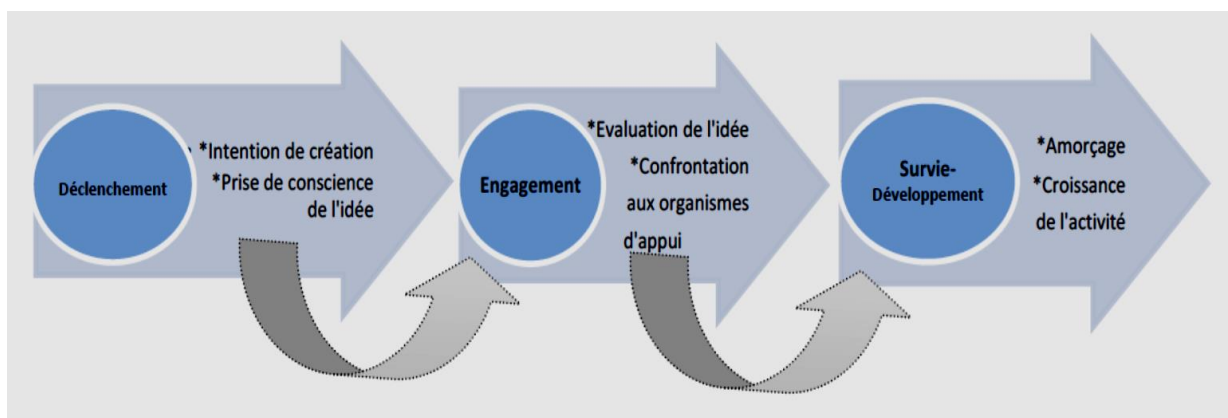 Déclenchement
*Intention de création
*Prise de conscience
de l'idée
Engagement
*Evaluation de l'idée
*Confrontation
aux organismes
d'appui
Survie-
Développement
*Amorçage
*Croissance
de l'activité